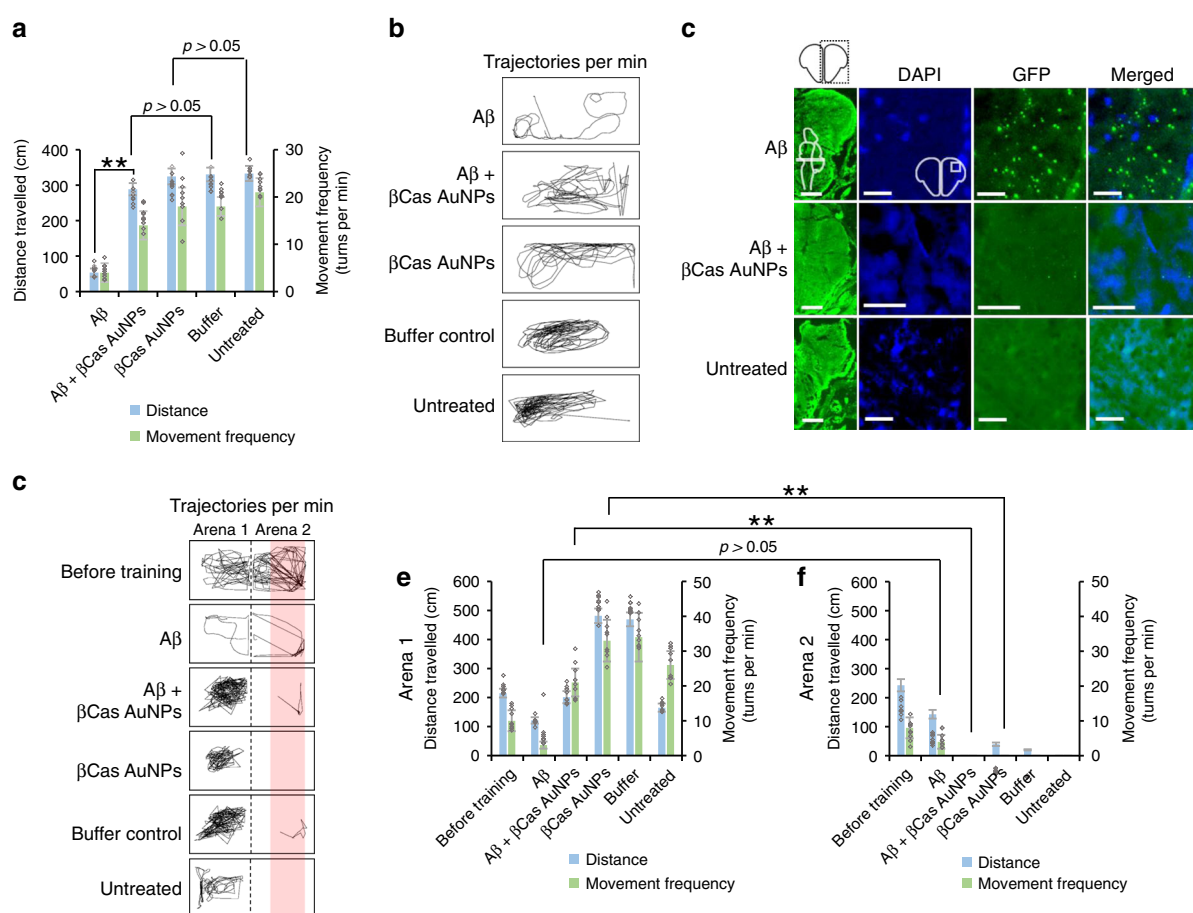 a
p > 0.05
p > 0.05
**
Distance travelled (cm)
400
300
200
100
0
30
20
10
0
Movement frequency
(turns per min)
Aβ
Aβ + βCas AuNPs
βCas AuNPs
Buffer
Untreated
Distance
Movement frequency
b
Trajectories per min
Aβ
Aβ +
βCas AuNPs
βCas AuNPs
Buffer control
Untreated
c
DAPI
GFP
Merged
Aβ
Aβ +
βCas AuNPs
Untreated
c
Trajectories per min
Arena 1
Arena 2
Before training
Aβ
Aβ +
βCas AuNPs
βCas AuNPs
Buffer control
Untreated
**
**
p > 0.05
e
Arena 1
Distance travelled (cm)
600
500
400
300
200
100
0
50
40
30
20
10
0
Movement frequency
(turns per min)
Before training
Aβ
Aβ + βCas AuNPs
βCas AuNPs
Buffer
Untreated
Distance
Movement frequency
f
Arena 2
Distance travelled (cm)
600
500
400
300
200
100
0
50
40
30
20
10
0
Movement frequency
(turns per min)
Before training
Aβ
Aβ + βCas AuNPs
βCas AuNPs
Buffer
Untreated
Distance
Movement frequency